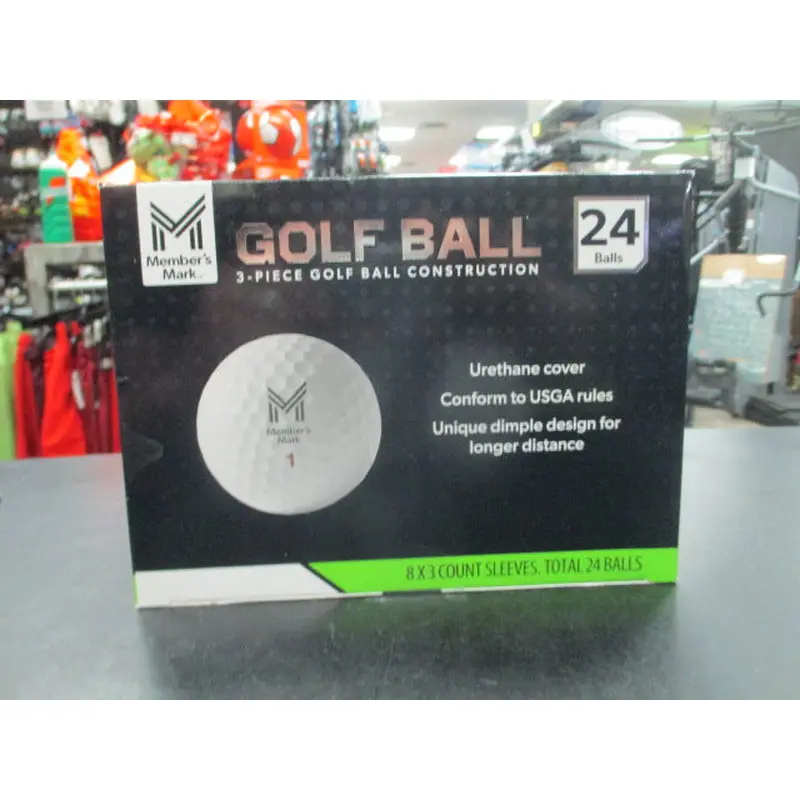 Member's
Mark™
GOLF BALL
3-PIECE GOLF BALL CONSTRUCTION
24
Balls
Urethane cover
Conform to USGA rules
Unique dimple design for
longer distance
Member's
Mark
1
8 X 3 COUNT SLEEVES. TOTAL 24 BALLS